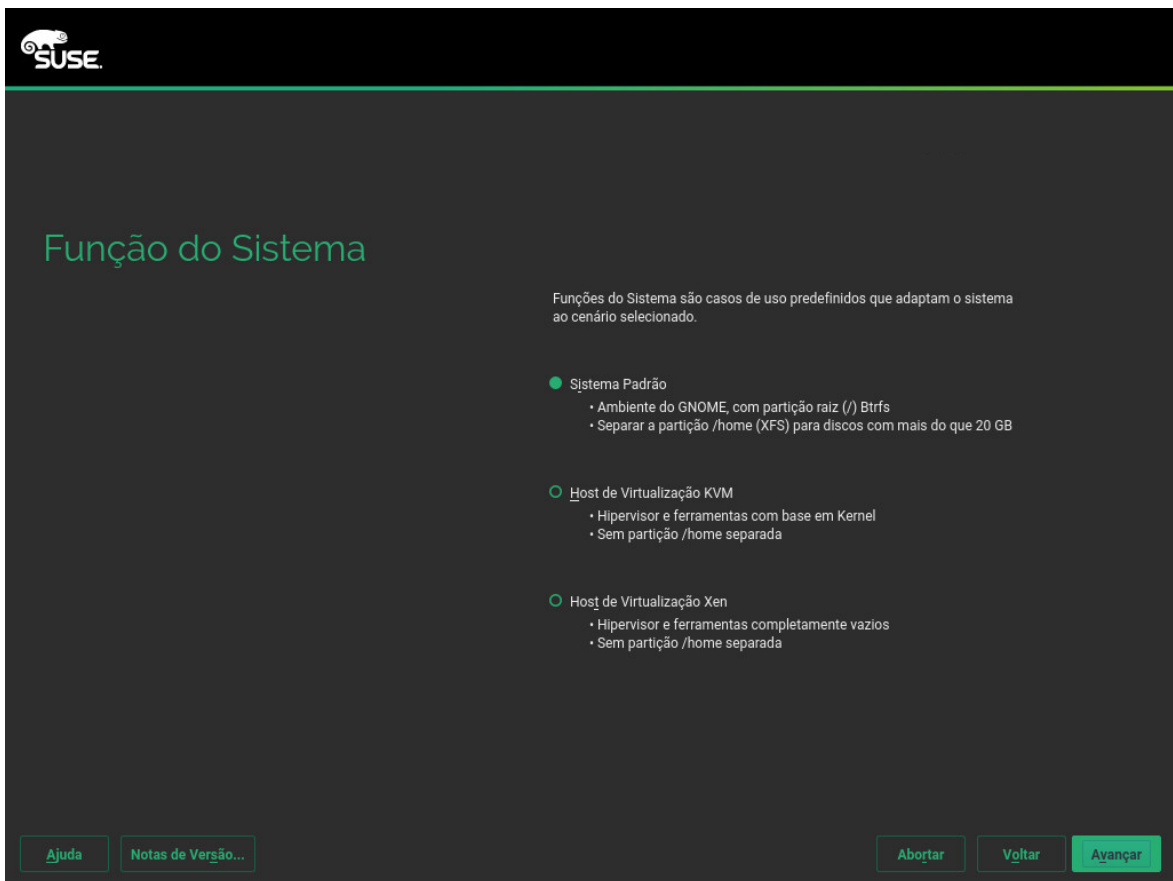 SUSE.
Função do Sistema
Funções do Sistema são casos de uso predefinidos que adaptam o sistema
ao cenário selecionado.
Sistema Padrão
• Ambiente do GNOME, com partição raiz (/) Btrfs
• Separar a partição /home (XFS) para discos com mais do que 20 GB
Host de Virtualização KVM
• Hipervisor e ferramentas com base em Kernel
• Sem partição /home separada
Host de Virtualização Xen
• Hipervisor e ferramentas completamente vazios
• Sem partição /home separada
Ajuda Notas de Versão... Abortar Voltar Avançar